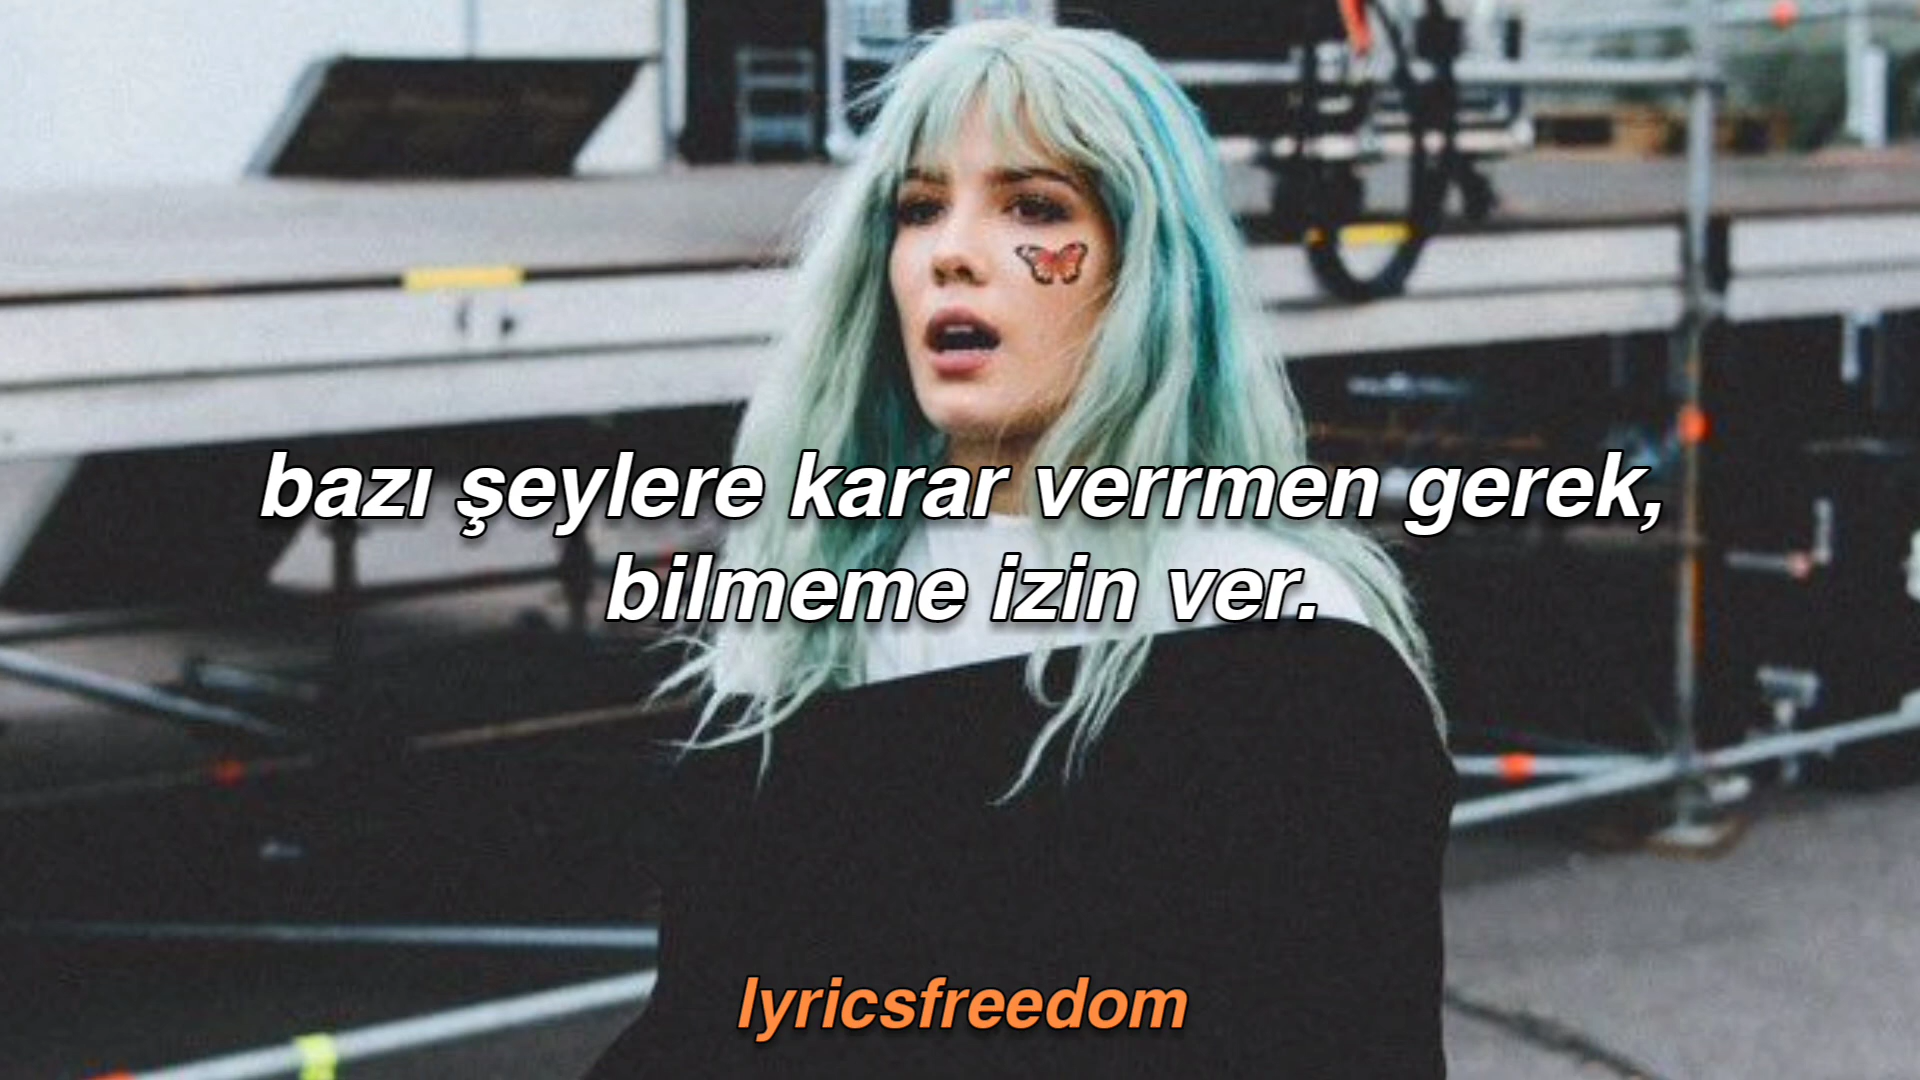 bazı şeylere karar verrmen gerek,
bilmeme izin ver.
lyricsfreedom